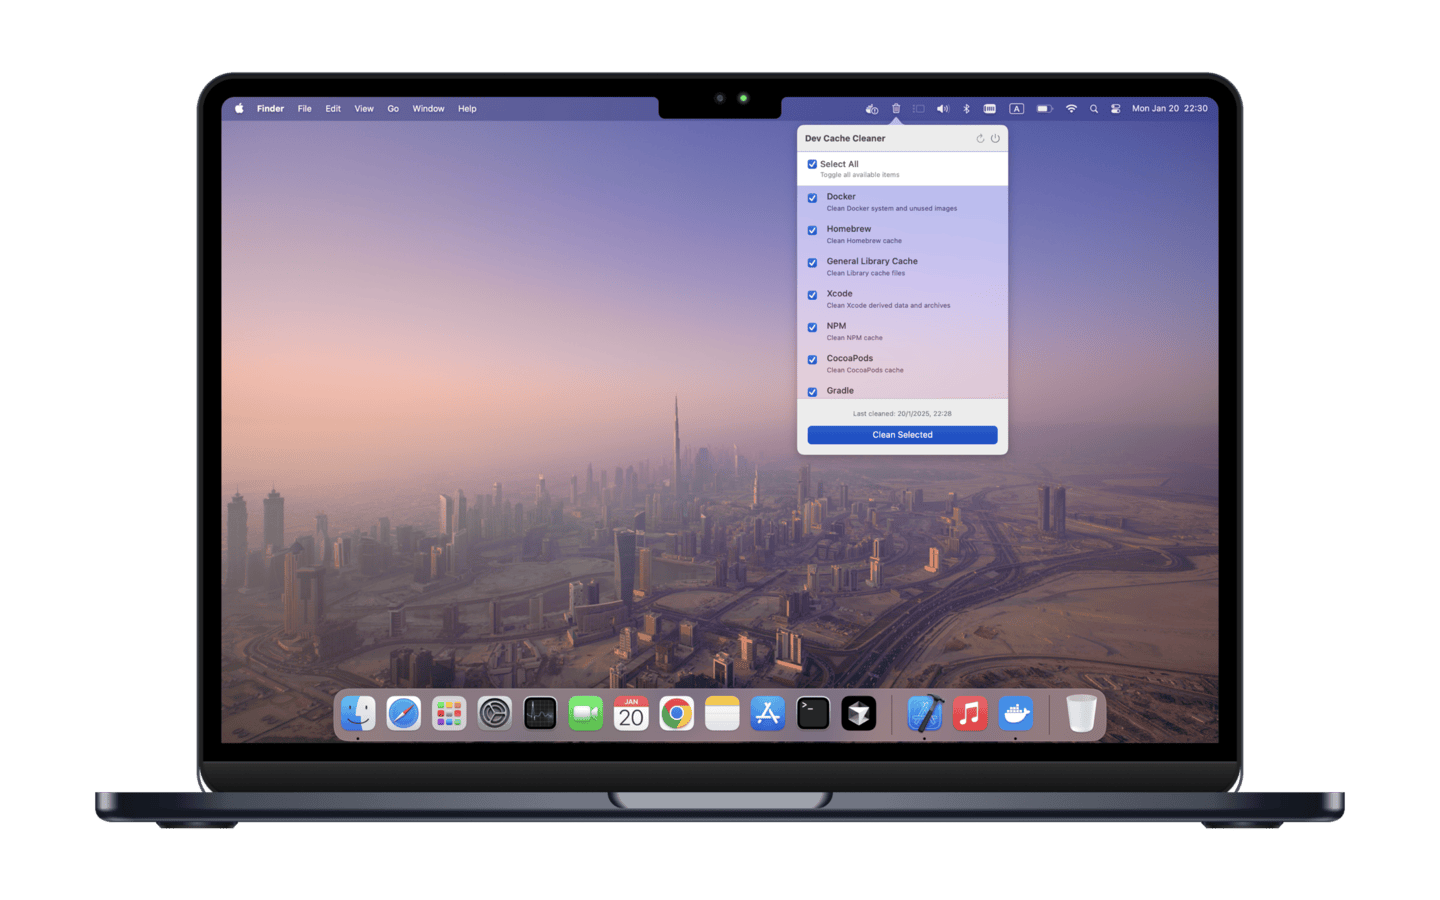 Finder File Edit View Go Window Help
A
Mon Jan 20 22:30
Dev Cache Cleaner
Select All
Toggle all available items
Docker
Clean Docker system and unused images
Homebrew
Clean Homebrew cache
General Library Cache
Clean Library cache files
Xcode
Clean Xcode derived data and archives
NPM
Clean NPM cache
CocoaPods
Clean CocoaPods cache
Gradle
Last cleaned: 20/1/2025, 22:28
Clean Selected
JAN
20
>_